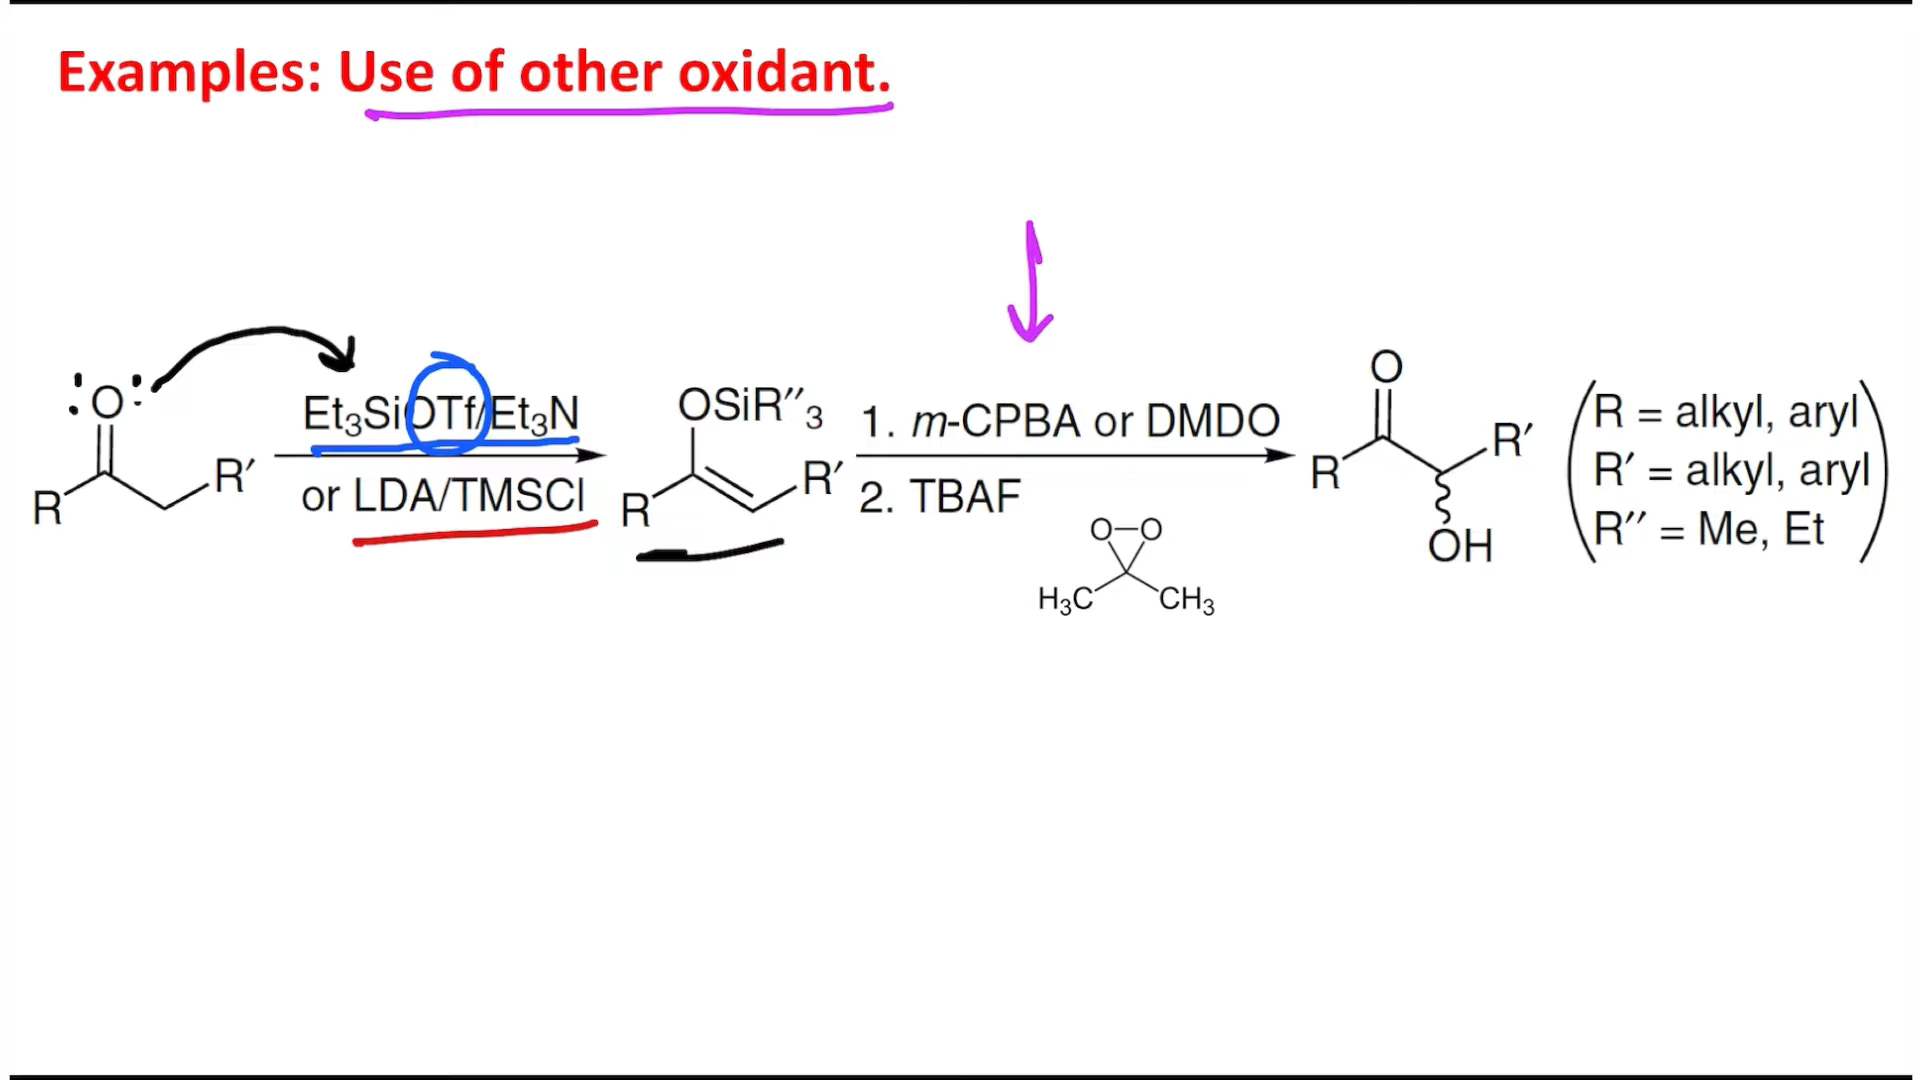 Examples: Use of other oxidant.
O
R
R′
Et₃SiOTf/Et₃N
or LDA/TMSCl
OSiR″₃
R
R′
1. m-CPBA or DMDO
2. TBAF
O–O
H₃C
CH₃
O
R
R′
OH
R = alkyl, aryl
R′ = alkyl, aryl
R″ = Me, Et